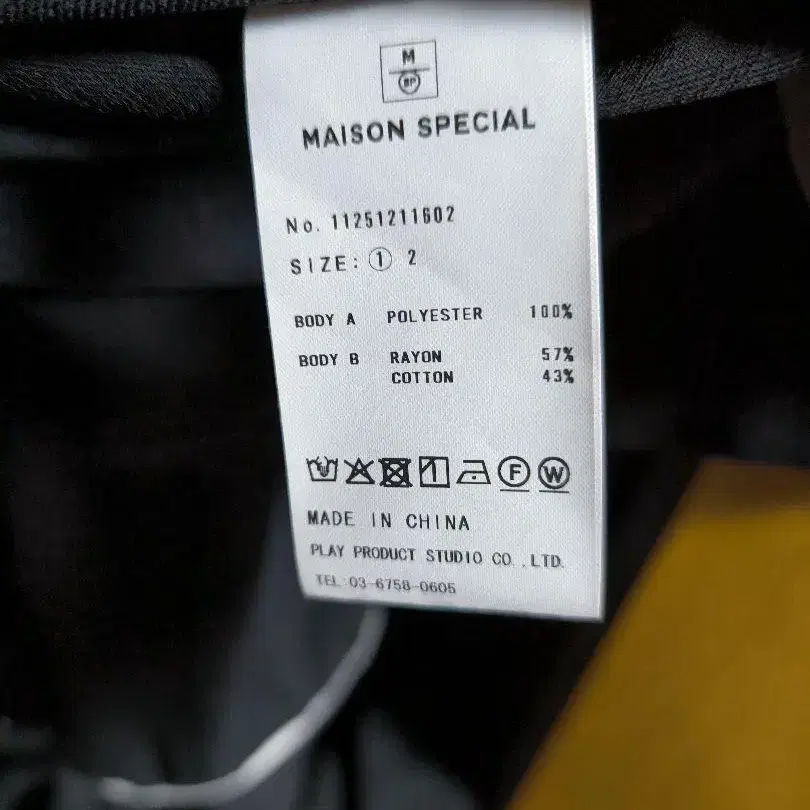 M
SP
MAISON SPECIAL
No. 11251211602
SIZE: ① 2
BODY A POLYESTER 100%
BODY B RAYON 57%
COTTON 43%
F W
MADE IN CHINA
PLAY PRODUCT STUDIO CO.,LTD.
TEL:03-6758-0605